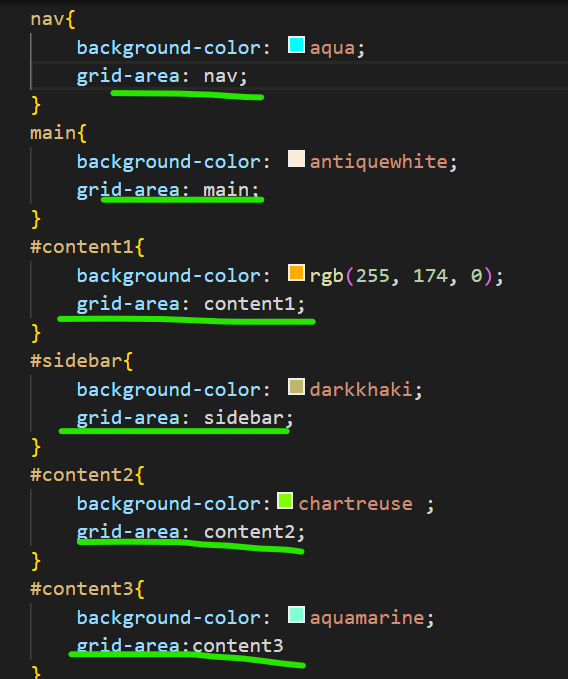 nav{
background-color: aqua;
grid-area: nav;
}
main{
background-color: antiquewhite;
grid-area: main;
}
#content1{
background-color: rgb(255, 174, 0);
grid-area: content1;
}
#sidebar{
background-color: darkkhaki;
grid-area: sidebar;
}
#content2{
background-color: chartreuse ;
grid-area: content2;
}
#content3{
background-color: aquamarine;
grid-area:content3
}